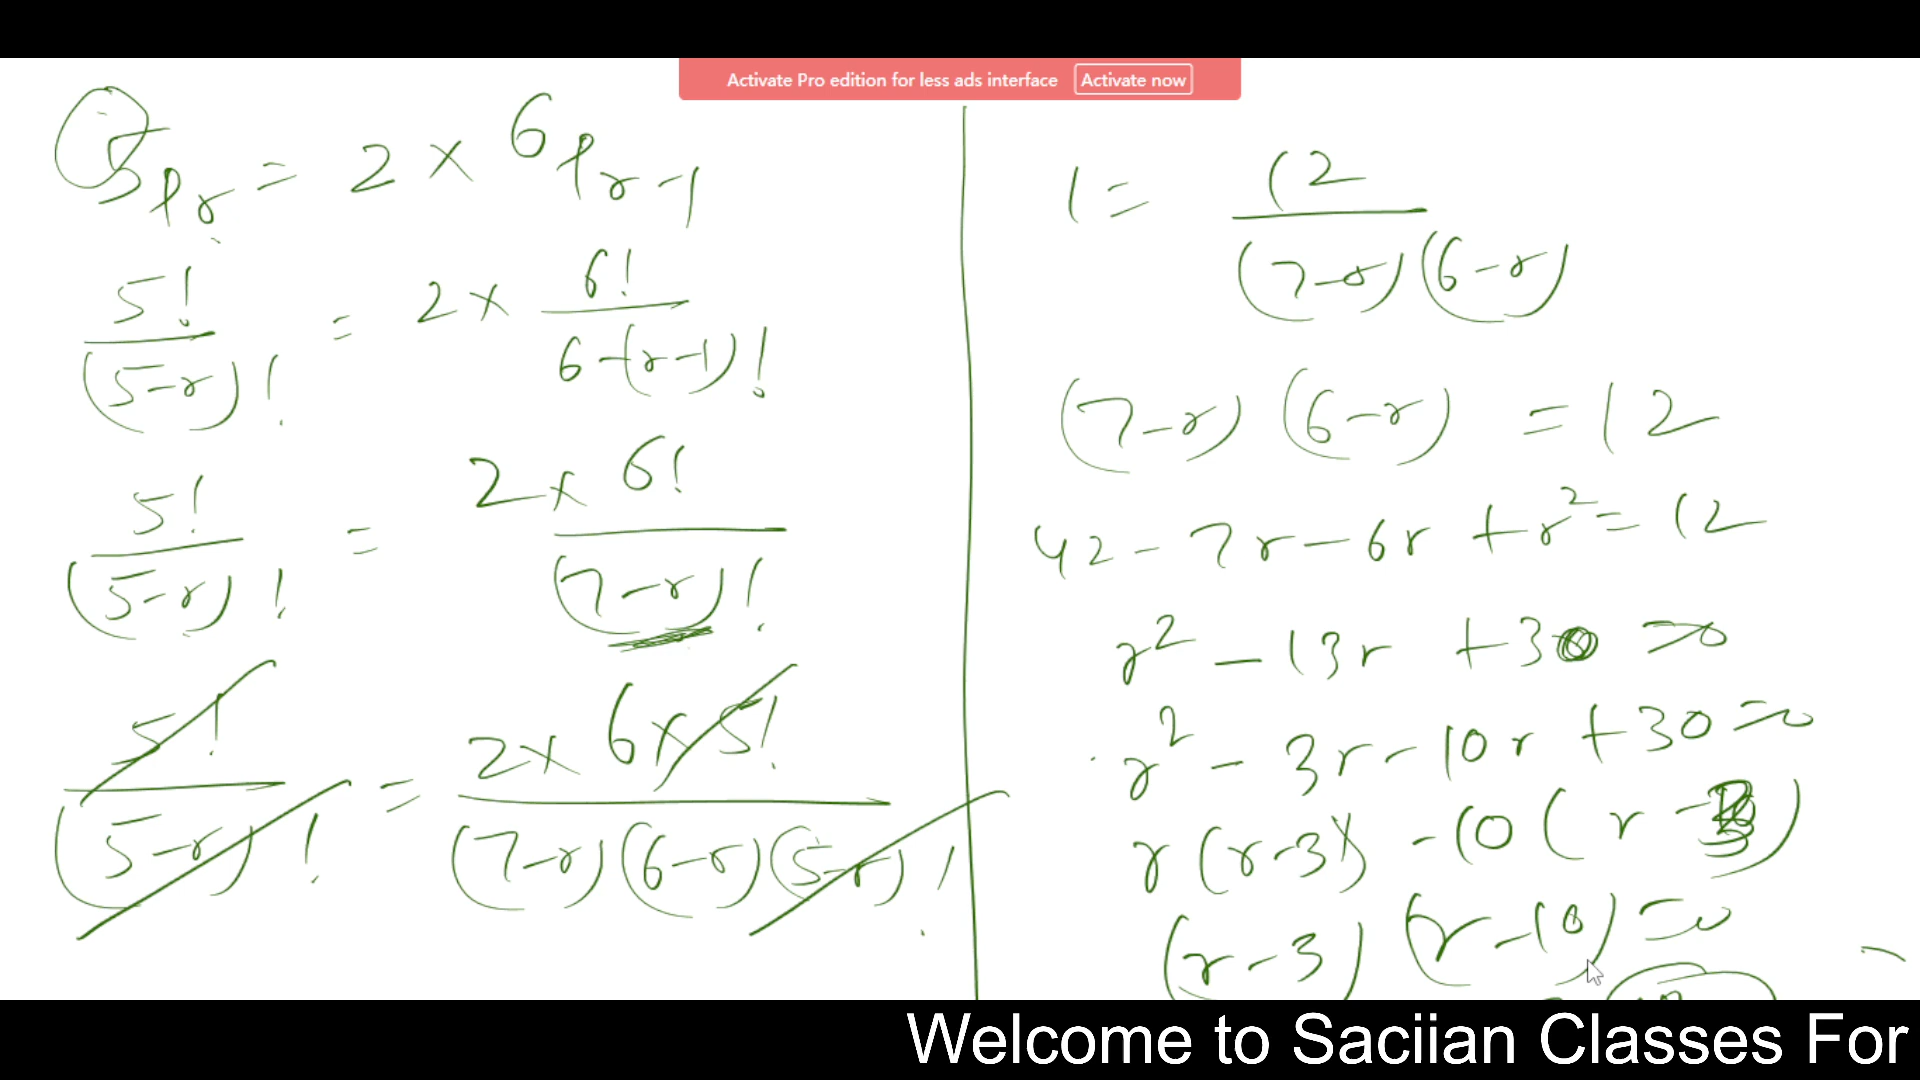 Activate Pro edition for less ads interface Activate now
5Pr = 2 × 6Pr-1
5!/(5-r)! = 2 × 6!/6-(r-1)!
5!/(5-r)! = 2 × 6!/(7-r)!
5!/(5-r)! = 2 × 6 × 5!/(7-r)(6-r)(5-r)!
1 = 12/(7-r)(6-r)
(7-r) (6-r) = 12
42 - 7r - 6r + r² = 12
r² - 13r + 30 = 0
r² - 3r - 10r + 30 = 0
r (r-3) - 10 (r - 3)
(r-3) (r-10) = 0
Welcome to Saciian Classes For